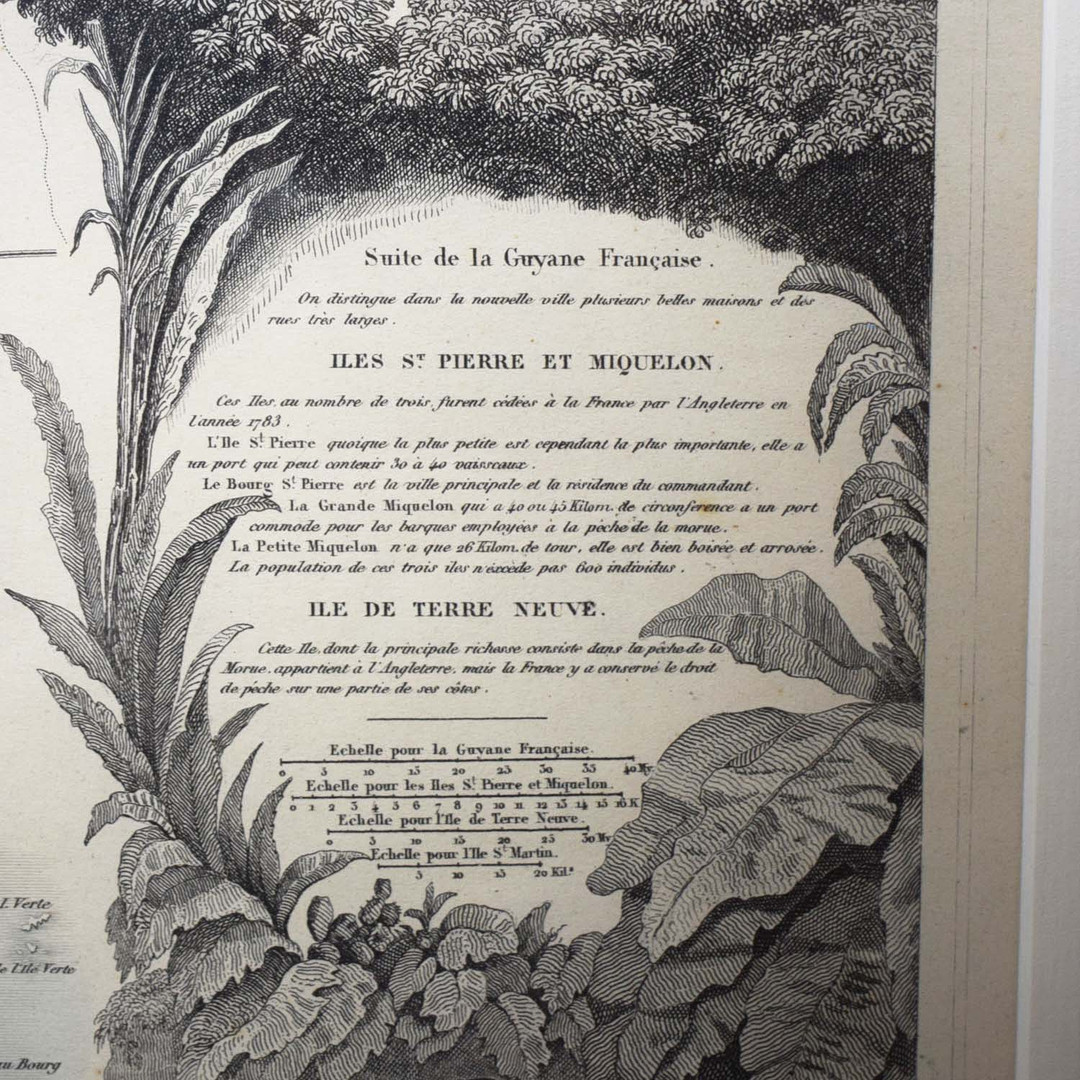 Suite de la Guyane Française .
On distingue dans la nouvelle ville plusieurs belles maisons et des
rues très larges .
ILES S.T PIERRE ET MIQUELON .
Ces Iles, au nombre de trois, furent cédées à la France par l'Angleterre en
l'année 1783 .
L'Ile S.t Pierre quoique la plus petite est cependant la plus importante, elle a
un port qui peut contenir 30 à 40 vaisseaux .
Le Bourg S.t Pierre est la ville principale et la résidence du commandant .
La Grande Miquelon qui a 40 ou 45 Kilom. de circonférence a un port
commode pour les barques employées à la pêche de la morue .
La Petite Miquelon n'a que 26 Kilom. de tour, elle est bien boisée et arrosée .
La population de ces trois iles n'éxcède pas 600 individus .
ILE DE TERRE NEUVE .
Cette Ile, dont la principale richesse consiste dans la pêche de la
Morue, appartient à l'Angleterre, mais la France y a conservé le droit
de pêche sur une partie de ses côtes .
Echelle pour la Guyane Française .
0 5 10 15 20 25 30 35 40 My.
Echelle pour les Iles S.t Pierre et Miquelon .
0 1 2 3 4 5 6 7 8 9 10 11 12 13 14 15 16 K
Echelle pour l'Ile de Terre Neuve .
0 5 10 15 20 25 30 My.
Echelle pour l'Ile S.t Martin .
5 10 15 20 Kil.s
I. Verte
de l'Ile Verte
au Bourg